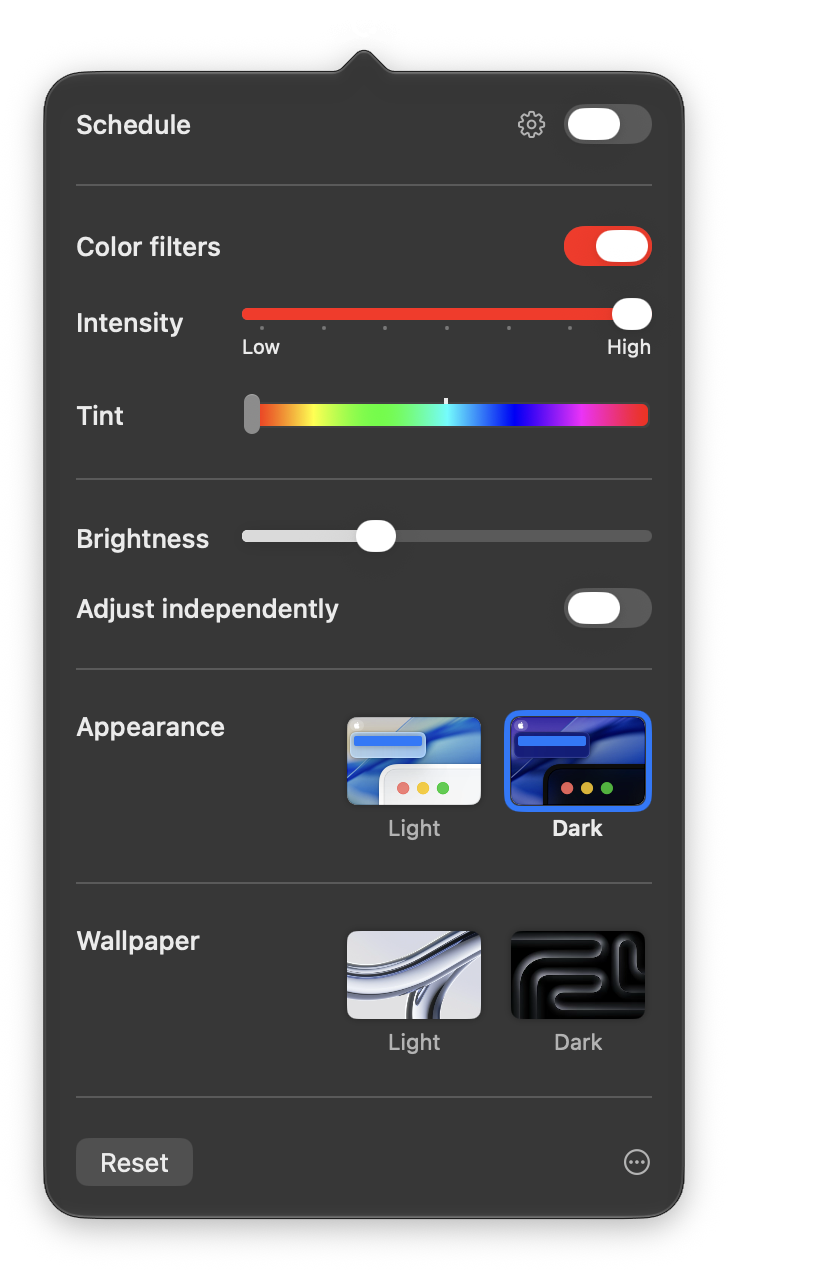 Schedule
Color filters
Intensity
Low High
Tint
Brightness
Adjust independently
Appearance
Light Dark
Wallpaper
Light Dark
Reset